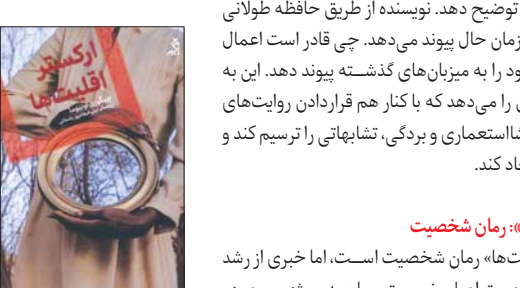 توضیح دهد. نویسنده از طریق حافظه طولانی
زمان حال پیوند می‌دهد. چی قادر است اعمال
ود را به میزبان‌های گذشــته پیوند دهد. این به
را می‌دهد که با کنار هم قراردادن روایت‌های
شااستعماری و بردگی، تشابهاتی را ترسیم کند و
اد کند.
»: رمان شخصیت
ت‌ها» رمان شخصیت اســت، اما خبری از رشد
ارکستر
اقلیت‌ها